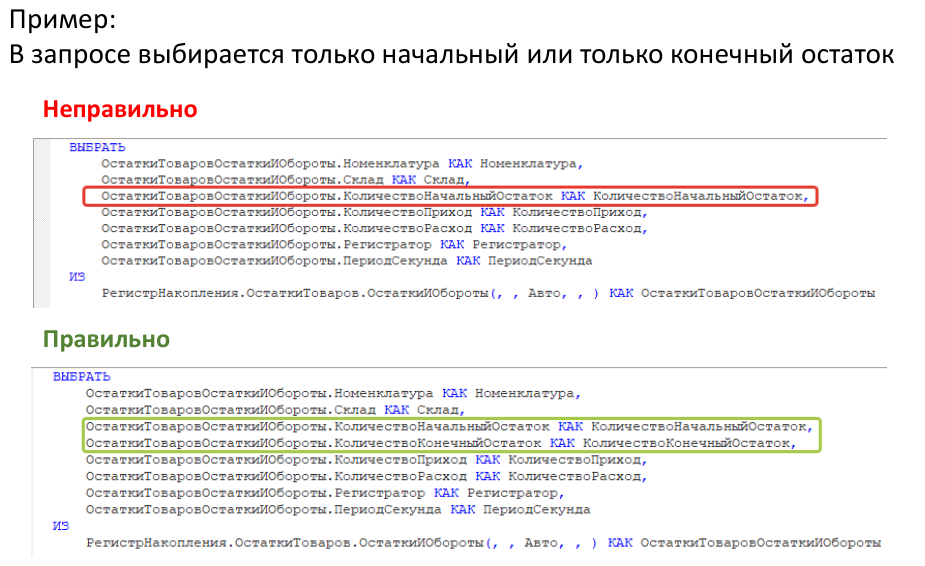 Пример:
В запросе выбирается только начальный или только конечный остаток
Неправильно
ВЫБРАТЬ
ОстаткиТоваровОстаткиИОбороты.Номенклатура КАК Номенклатура,
ОстаткиТоваровОстаткиИОбороты.Склад КАК Склад,
ОстаткиТоваровОстаткиИОбороты.КоличествоНачальныйОстаток КАК КоличествоНачальныйОстаток,
ОстаткиТоваровОстаткиИОбороты.КоличествоПриход КАК КоличествоПриход,
ОстаткиТоваровОстаткиИОбороты.КоличествоРасход КАК КоличествоРасход,
ОстаткиТоваровОстаткиИОбороты.Регистратор КАК Регистратор,
ОстаткиТоваровОстаткиИОбороты.ПериодСекунда КАК ПериодСекунда
ИЗ
РегистрНакопления.ОстаткиТоваров.ОстаткиИОбороты(, , Авто, , ) КАК ОстаткиТоваровОстаткиИОбороты
Правильно
ВЫБРАТЬ
ОстаткиТоваровОстаткиИОбороты.Номенклатура КАК Номенклатура,
ОстаткиТоваровОстаткиИОбороты.Склад КАК Склад,
ОстаткиТоваровОстаткиИОбороты.КоличествоНачальныйОстаток КАК КоличествоНачальныйОстаток,
ОстаткиТоваровОстаткиИОбороты.КоличествоКонечныйОстаток КАК КоличествоКонечныйОстаток,
ОстаткиТоваровОстаткиИОбороты.КоличествоПриход КАК КоличествоПриход,
ОстаткиТоваровОстаткиИОбороты.КоличествоРасход КАК КоличествоРасход,
ОстаткиТоваровОстаткиИОбороты.Регистратор КАК Регистратор,
ОстаткиТоваровОстаткиИОбороты.ПериодСекунда КАК ПериодСекунда
ИЗ
РегистрНакопления.ОстаткиТоваров.ОстаткиИОбороты(, , Авто, , ) КАК ОстаткиТоваровОстаткиИОбороты